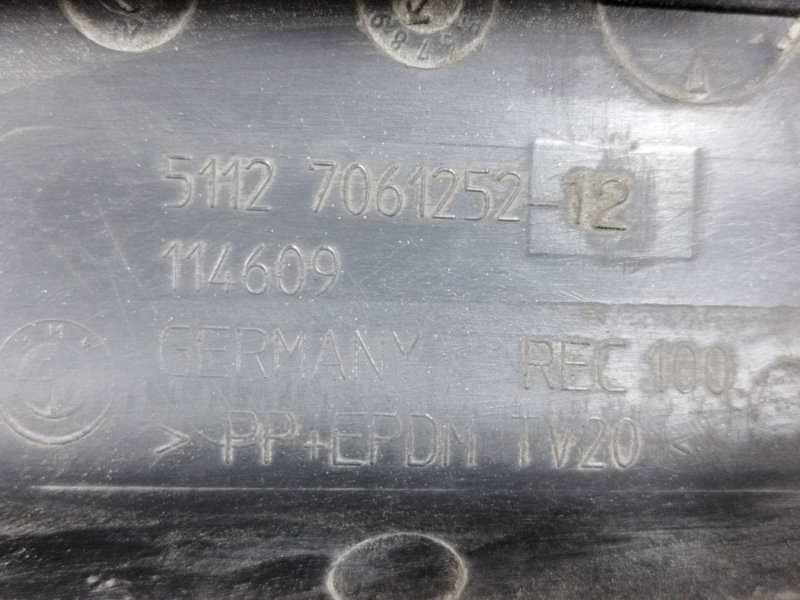 5112 7061252-12
114609
GERMANY REC 100
> PP+EPDM TV20 <